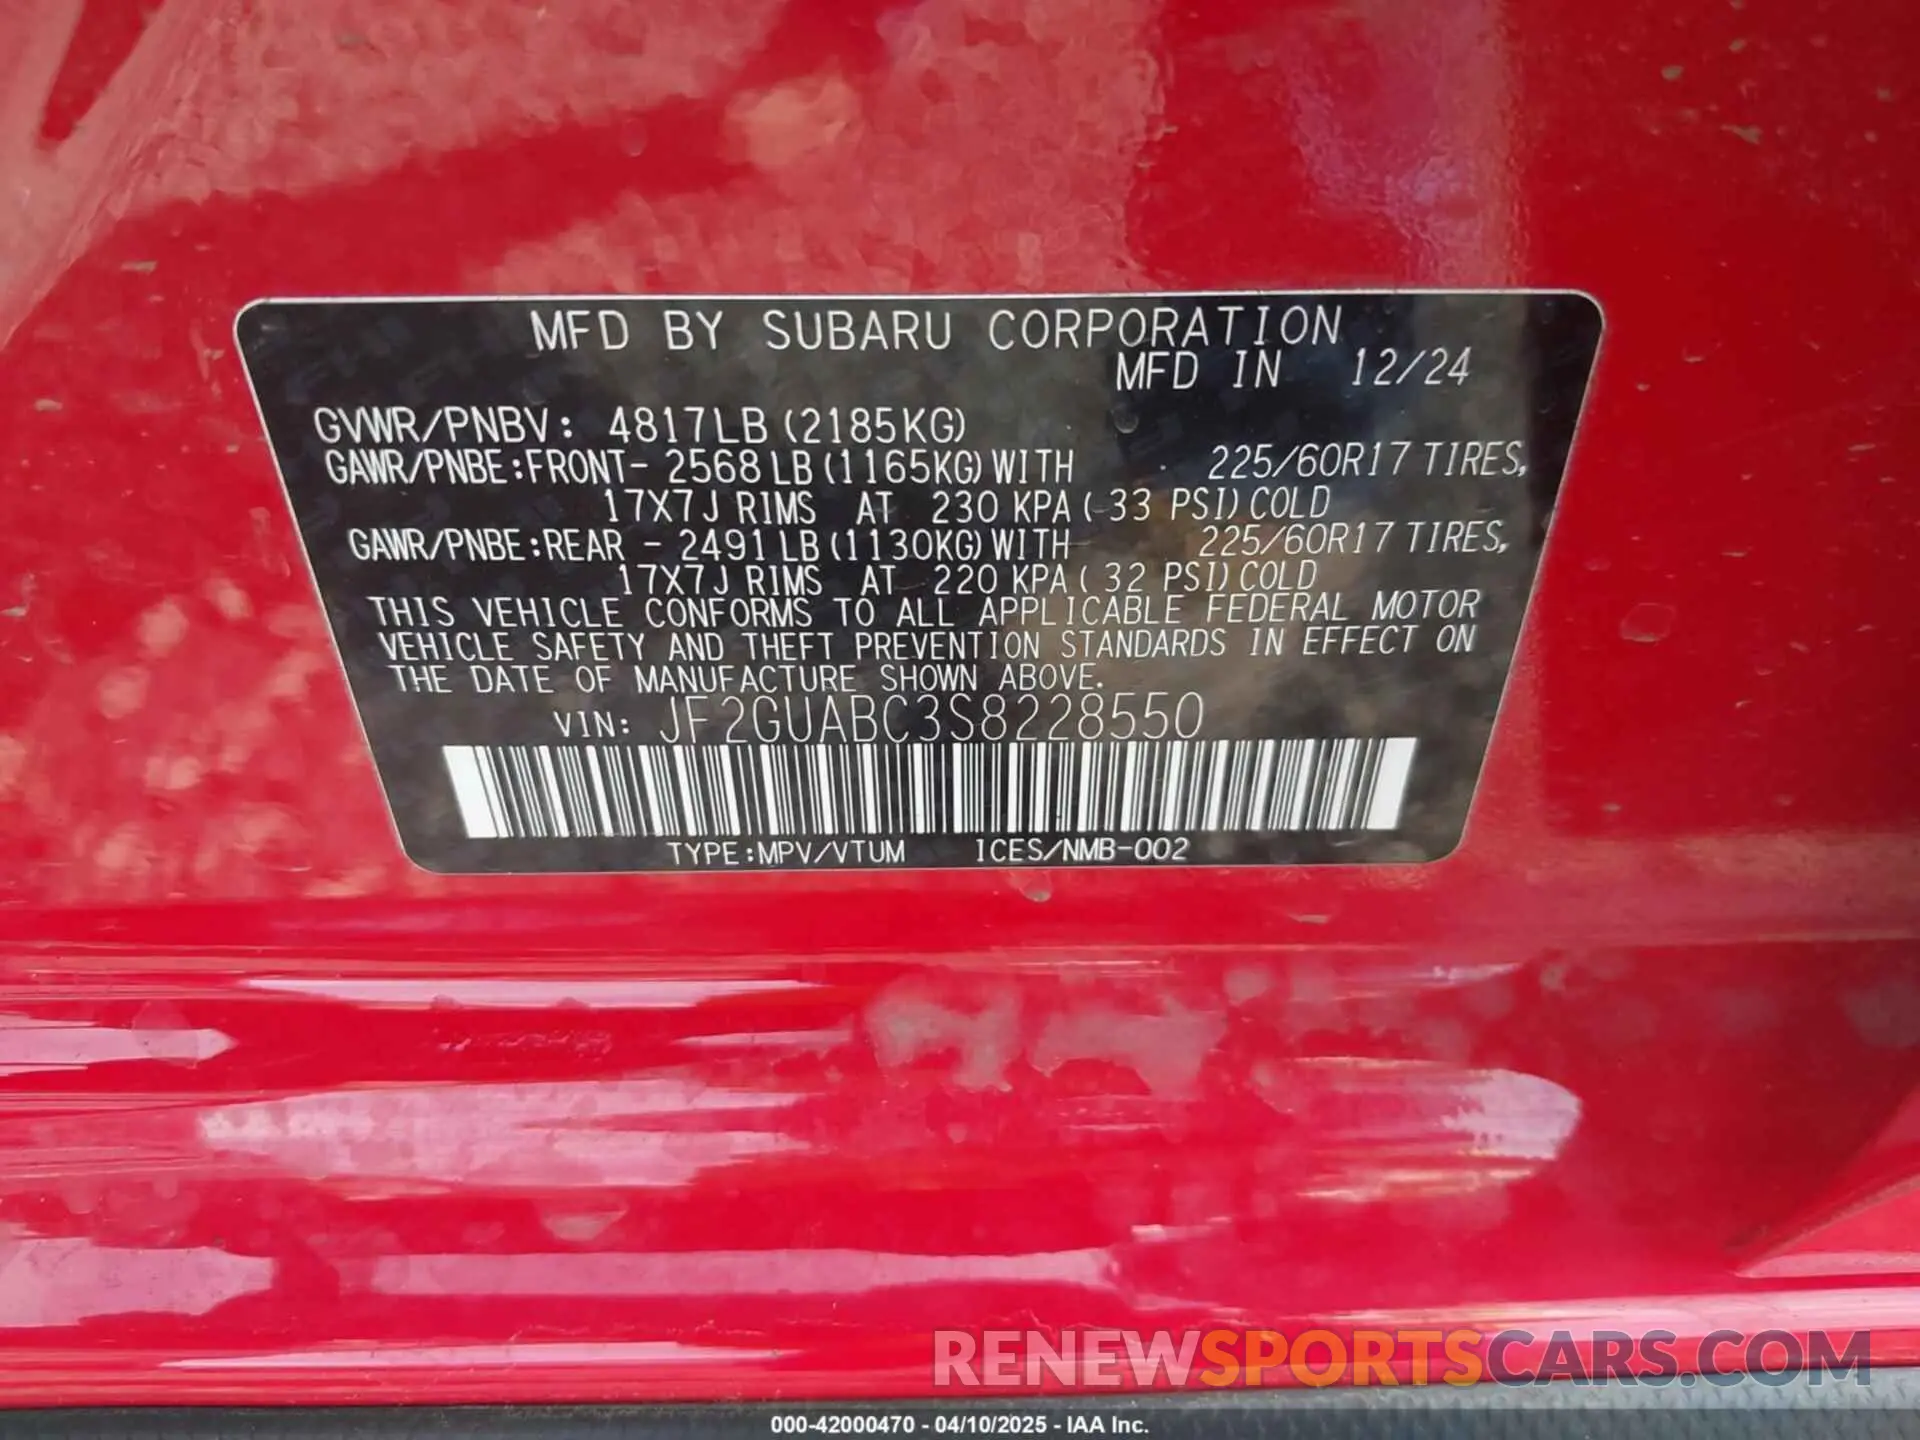 MFD BY SUBARU CORPORATION
MFD IN 12/24
GVWR/PNBV: 4817LB (2185KG)
GAWR/PNBE:FRONT- 2568 LB (1165KG) WITH 225/60R17 TIRES,
17X7J RIMS AT 230 KPA ( 33 PSI) COLD
GAWR/PNBE:REAR - 2491 LB (1130KG) WITH 225/60R17 TIRES,
17X7J RIMS AT 220 KPA ( 32 PSI) COLD
THIS VEHICLE CONFORMS TO ALL APPLICABLE FEDERAL MOTOR
VEHICLE SAFETY AND THEFT PREVENTION STANDARDS IN EFFECT ON
THE DATE OF MANUFACTURE SHOWN ABOVE.
VIN: JF2GUABC3S8228550
TYPE:MPV/VTUM ICES/NMB-002
RENEWSPORTSCARS.COM
000-42000470 - 04/10/2025 - IAA Inc.